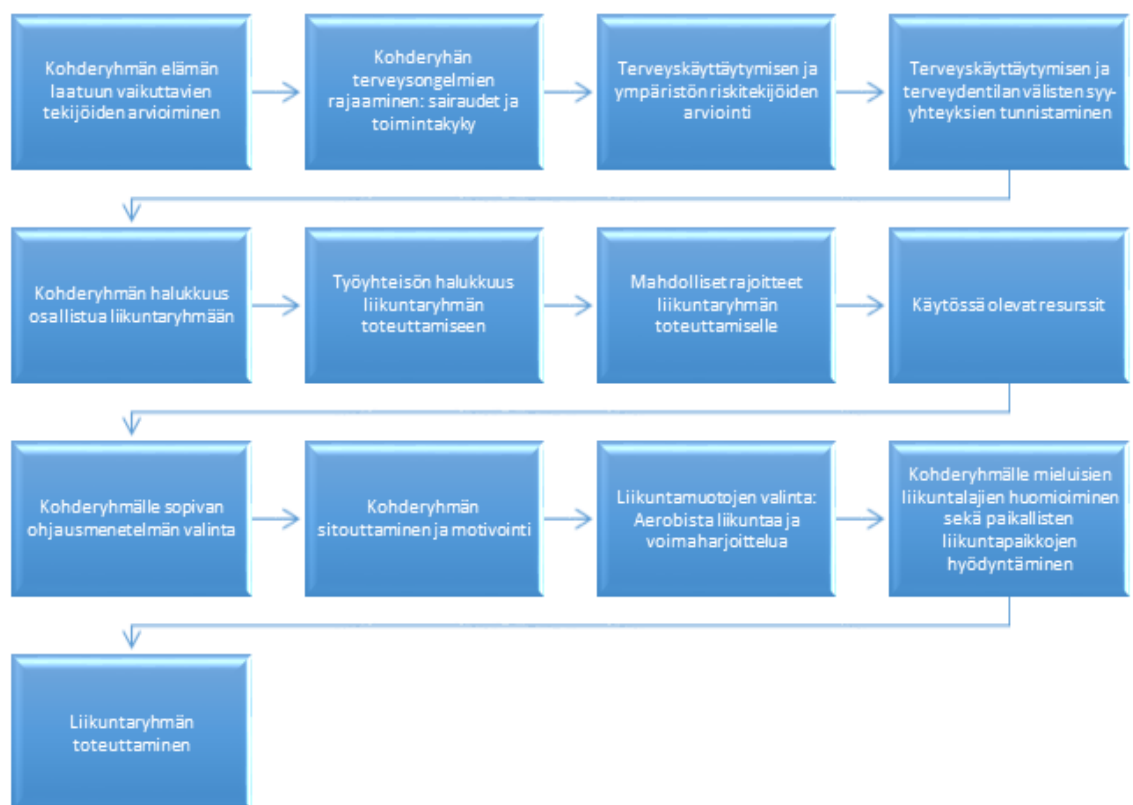 Kohderyhmän elämän
laatuun vaikuttavien
tekijöiden arvioiminen
Kohderyhän
terveysongelmien
rajaaminen: sairaudet ja
toimintakyky
Terveyskäyttäytymisen ja
ympäristön riskitekijöiden
arviointi
Terveyskäyttäytymisen ja
terveydentilan välisten syy-
yhteyksien tunnistaminen
Kohderyhmän halukkuus
osallistua liikuntaryhmään
Työyhteisön halukkuus
liikuntaryhmän
toteuttamiseen
Mahdolliset rajoitteet
liikuntaryhmän
toteuttamiselle
Käytössä olevat resurssit
Kohderyhmälle sopivan
ohjausmenetelmän valinta
Kohderyhmän
sitouttaminen ja motivointi
Liikuntamuotojen valinta:
Aerobista liikuntaa ja
voimaharjoittelua
Kohderyhmälle mieluisien
liikuntalajien huomioiminen
sekä paikallisten
liikuntapaikkojen
hyödyntäminen
Liikuntaryhmän
toteuttaminen